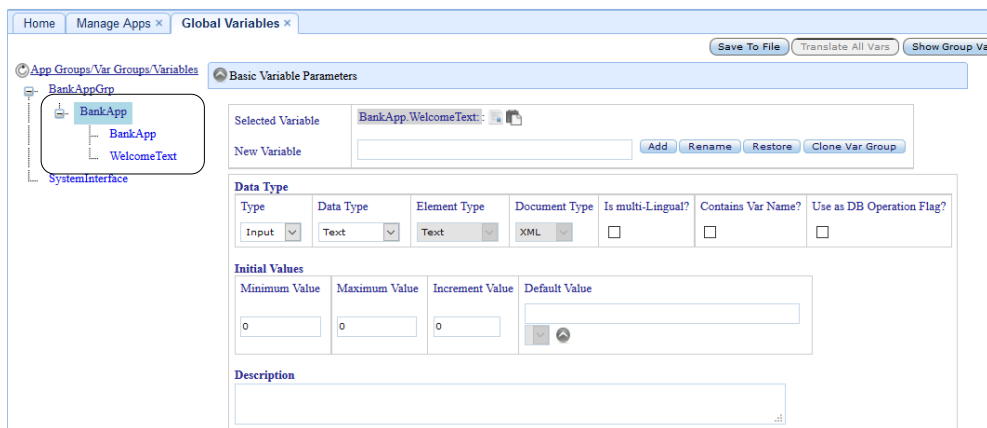 Home Manage Apps × Global Variables ×
Save To File Translate All Vars Show Group Va
App Groups/Var Groups/Variables
BankAppGrp
BankApp
BankApp
WelcomeText
SystemInterface
Basic Variable Parameters
Selected Variable BankApp.WelcomeText: :
New Variable Add Rename Restore Clone Var Group
Data Type
Type Data Type Element Type Document Type Is multi-Lingual? Contains Var Name? Use as DB Operation Flag?
Input Text Text XML
Initial Values
Minimum Value Maximum Value Increment Value Default Value
0 0 0
Description